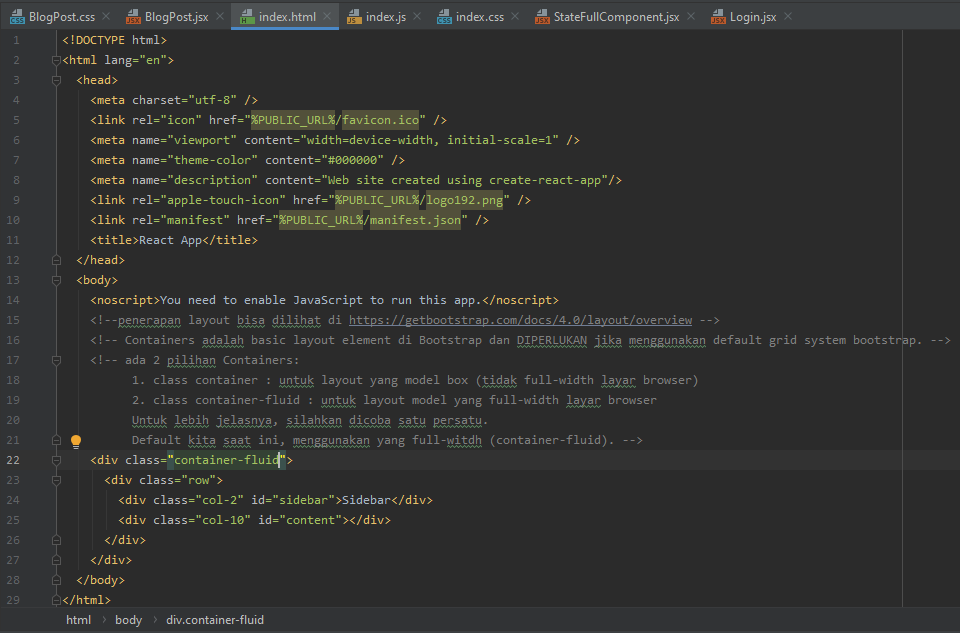 BlogPost.css BlogPost.jsx index.html index.js index.css StateFullComponent.jsx Login.jsx
1 <!DOCTYPE html>
2 <html lang="en">
3 <head>
4 <meta charset="utf-8" />
5 <link rel="icon" href="%PUBLIC_URL%/favicon.ico" />
6 <meta name="viewport" content="width=device-width, initial-scale=1" />
7 <meta name="theme-color" content="#000000" />
8 <meta name="description" content="Web site created using create-react-app"/>
9 <link rel="apple-touch-icon" href="%PUBLIC_URL%/logo192.png" />
10 <link rel="manifest" href="%PUBLIC_URL%/manifest.json" />
11 <title>React App</title>
12 </head>
13 <body>
14 <noscript>You need to enable JavaScript to run this app.</noscript>
15 <!--penerapan layout bisa dilihat di https://getbootstrap.com/docs/4.0/layout/overview -->
16 <!-- Containers adalah basic layout element di Bootstrap dan DIPERLUKAN jika menggunakan default grid system bootstrap. -->
17 <!-- ada 2 pilihan Containers:
18 1. class container : untuk layout yang model box (tidak full-width layar browser)
19 2. class container-fluid : untuk layout model yang full-width layar browser
20 Untuk lebih jelasnya, silahkan dicoba satu persatu.
21 Default kita saat ini, menggunakan yang full-witdh (container-fluid). -->
22 <div class="container-fluid">
23 <div class="row">
24 <div class="col-2" id="sidebar">Sidebar</div>
25 <div class="col-10" id="content"></div>
26 </div>
27 </div>
28 </body>
29 </html>
html body div.container-fluid